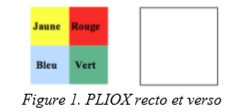 Jaune Rouge
Bleu Vert
Figure 1. PLIOX recto et verso